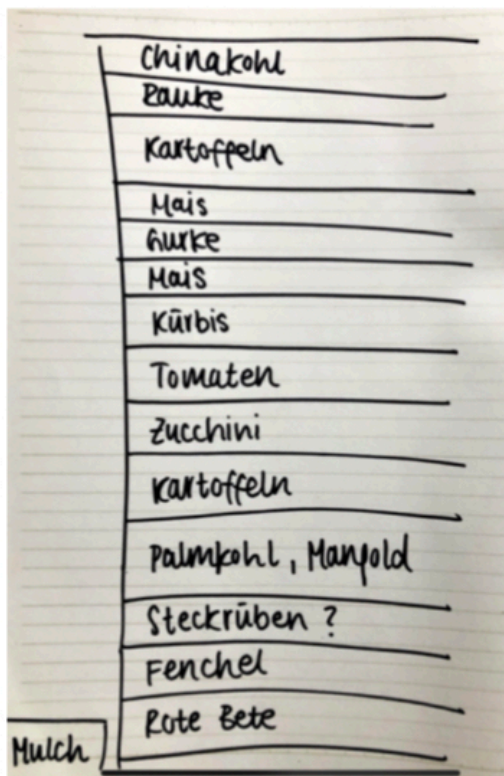 Chinakohl
Rauke
Kartoffeln
Mais
Gurke
Mais
Kürbis
Tomaten
Zucchini
Kartoffeln
Palmkohl, Mangold
Steckrüben ?
Fenchel
Rote Bete
Mulch